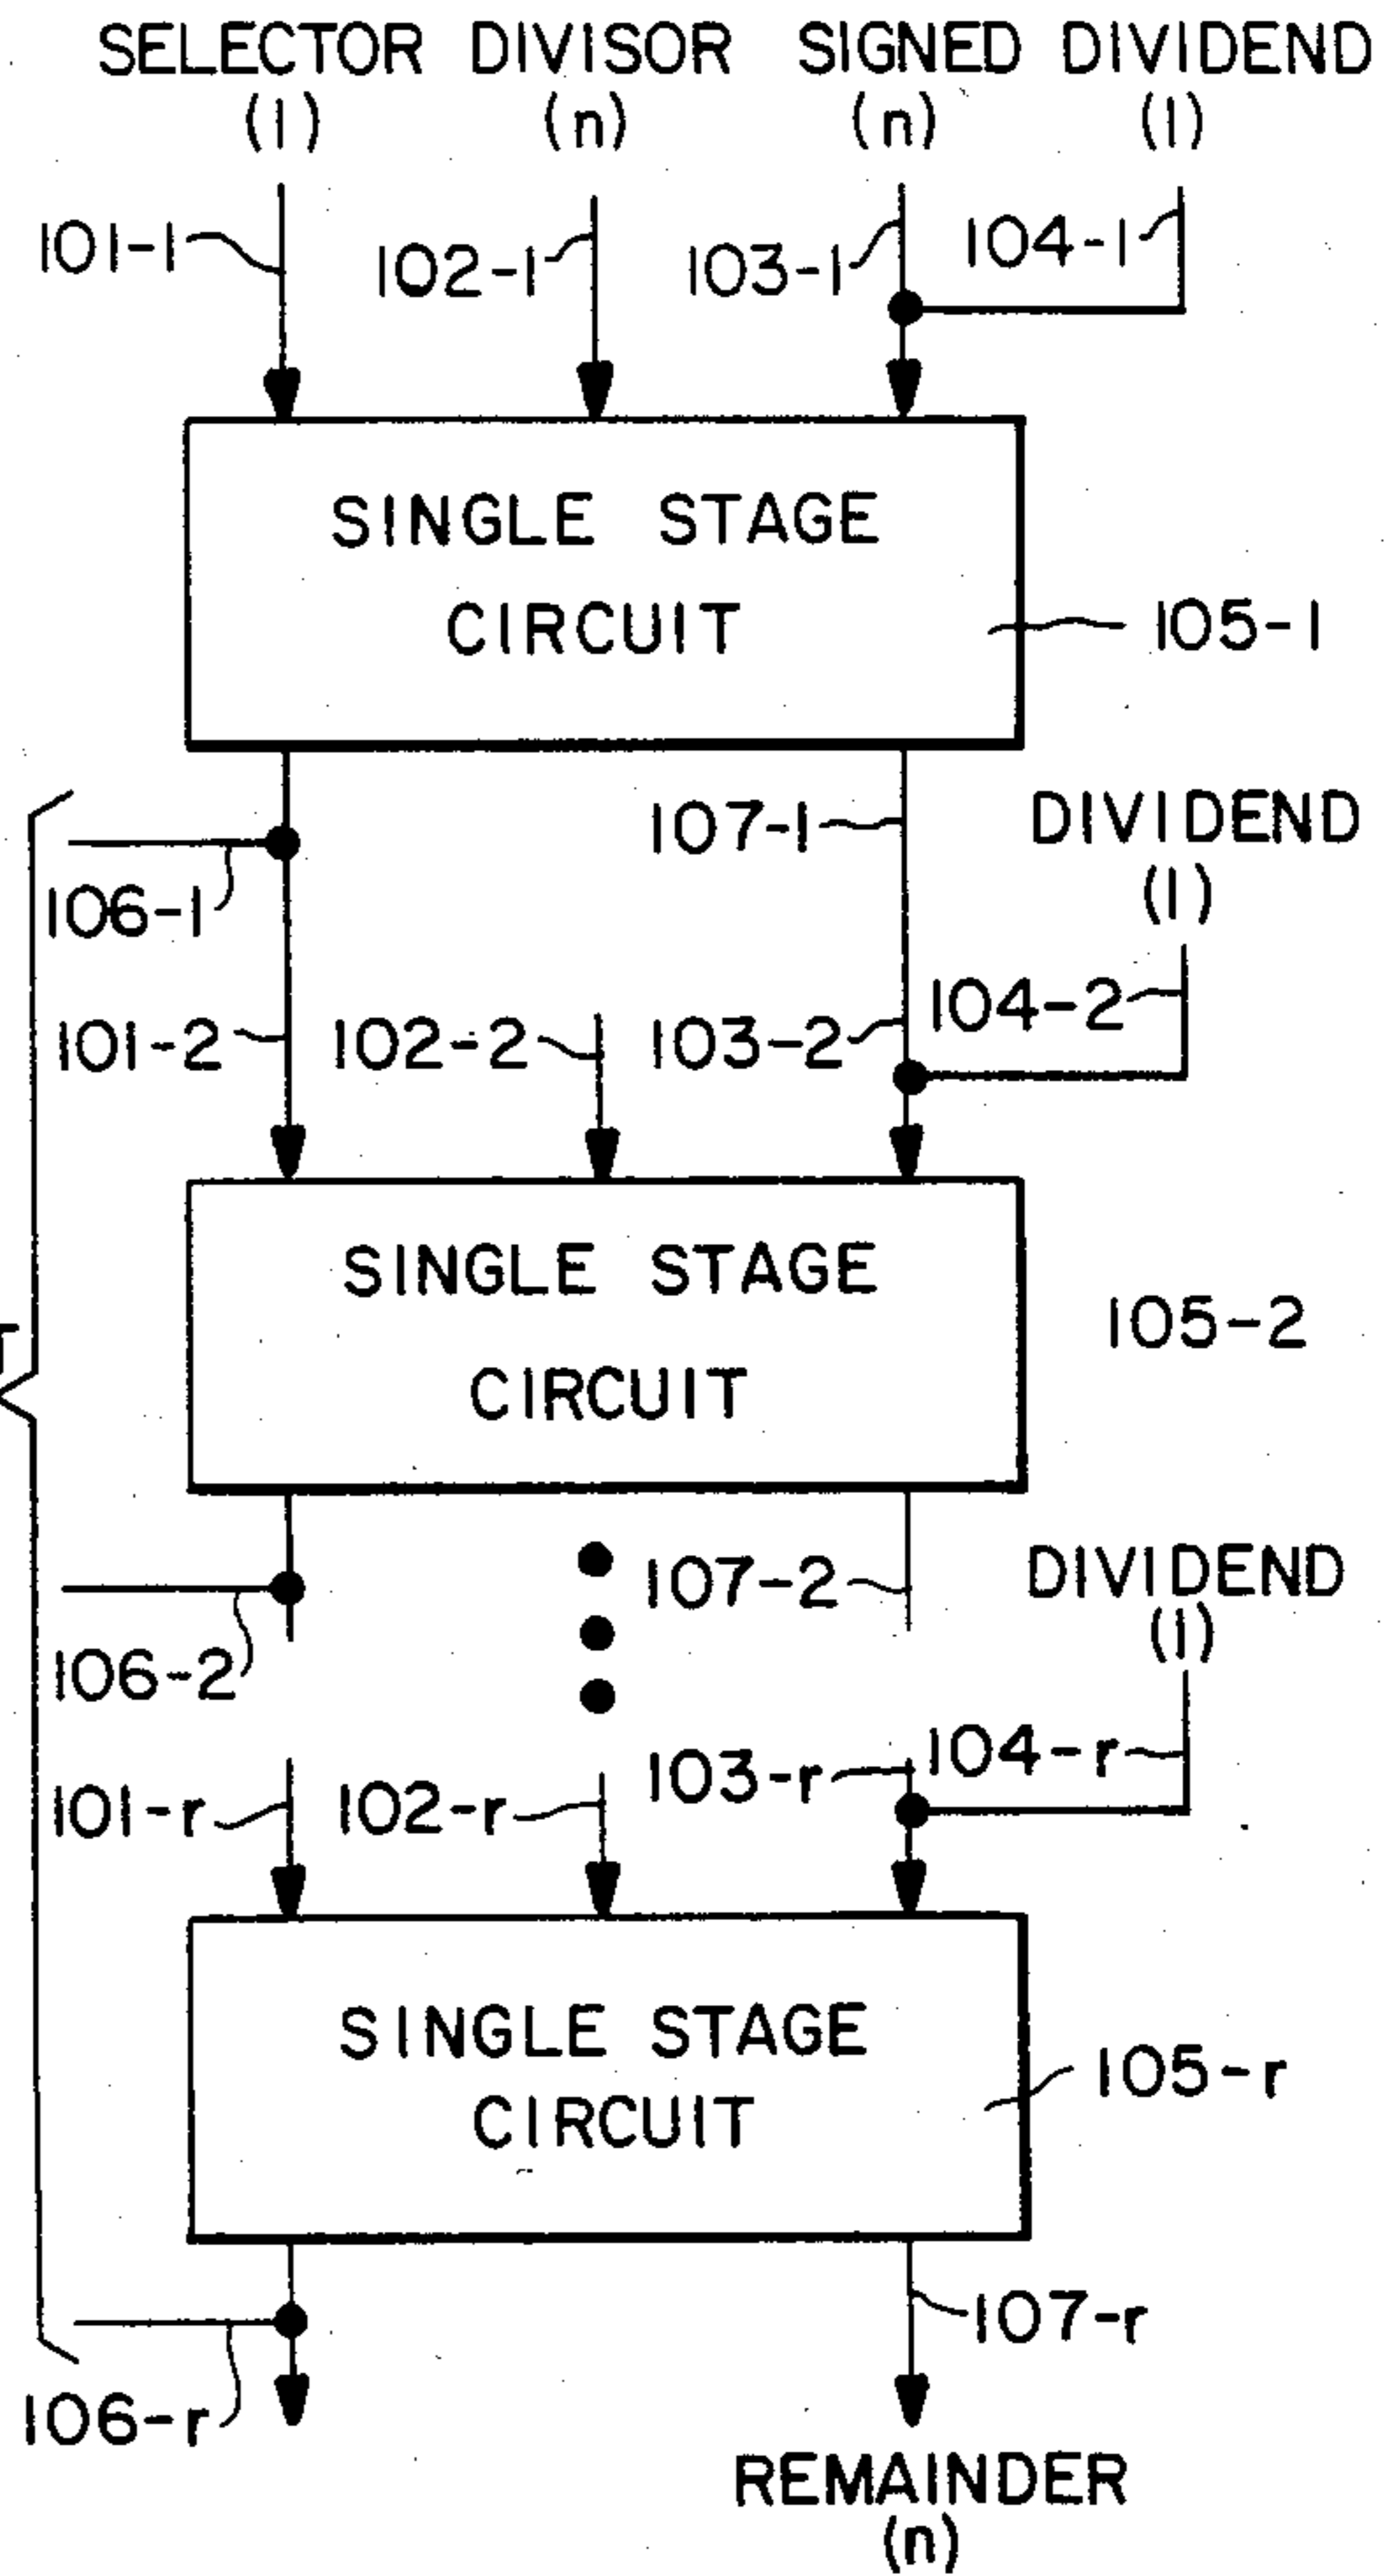 SELECTOR DIVISOR SIGNED DIVIDEND
(1) (n) (n) (1)
101-1 102-1 103-1 104-1
SINGLE STAGE
CIRCUIT
105-1
107-1 DIVIDEND
(1)
106-1
101-2 102-2 103-2 104-2
SINGLE STAGE
CIRCUIT
105-2
107-2 DIVIDEND
(1)
106-2
101-r 102-r 103-r 104-r
SINGLE STAGE
CIRCUIT
105-r
107-r
106-r
REMAINDER
(n)